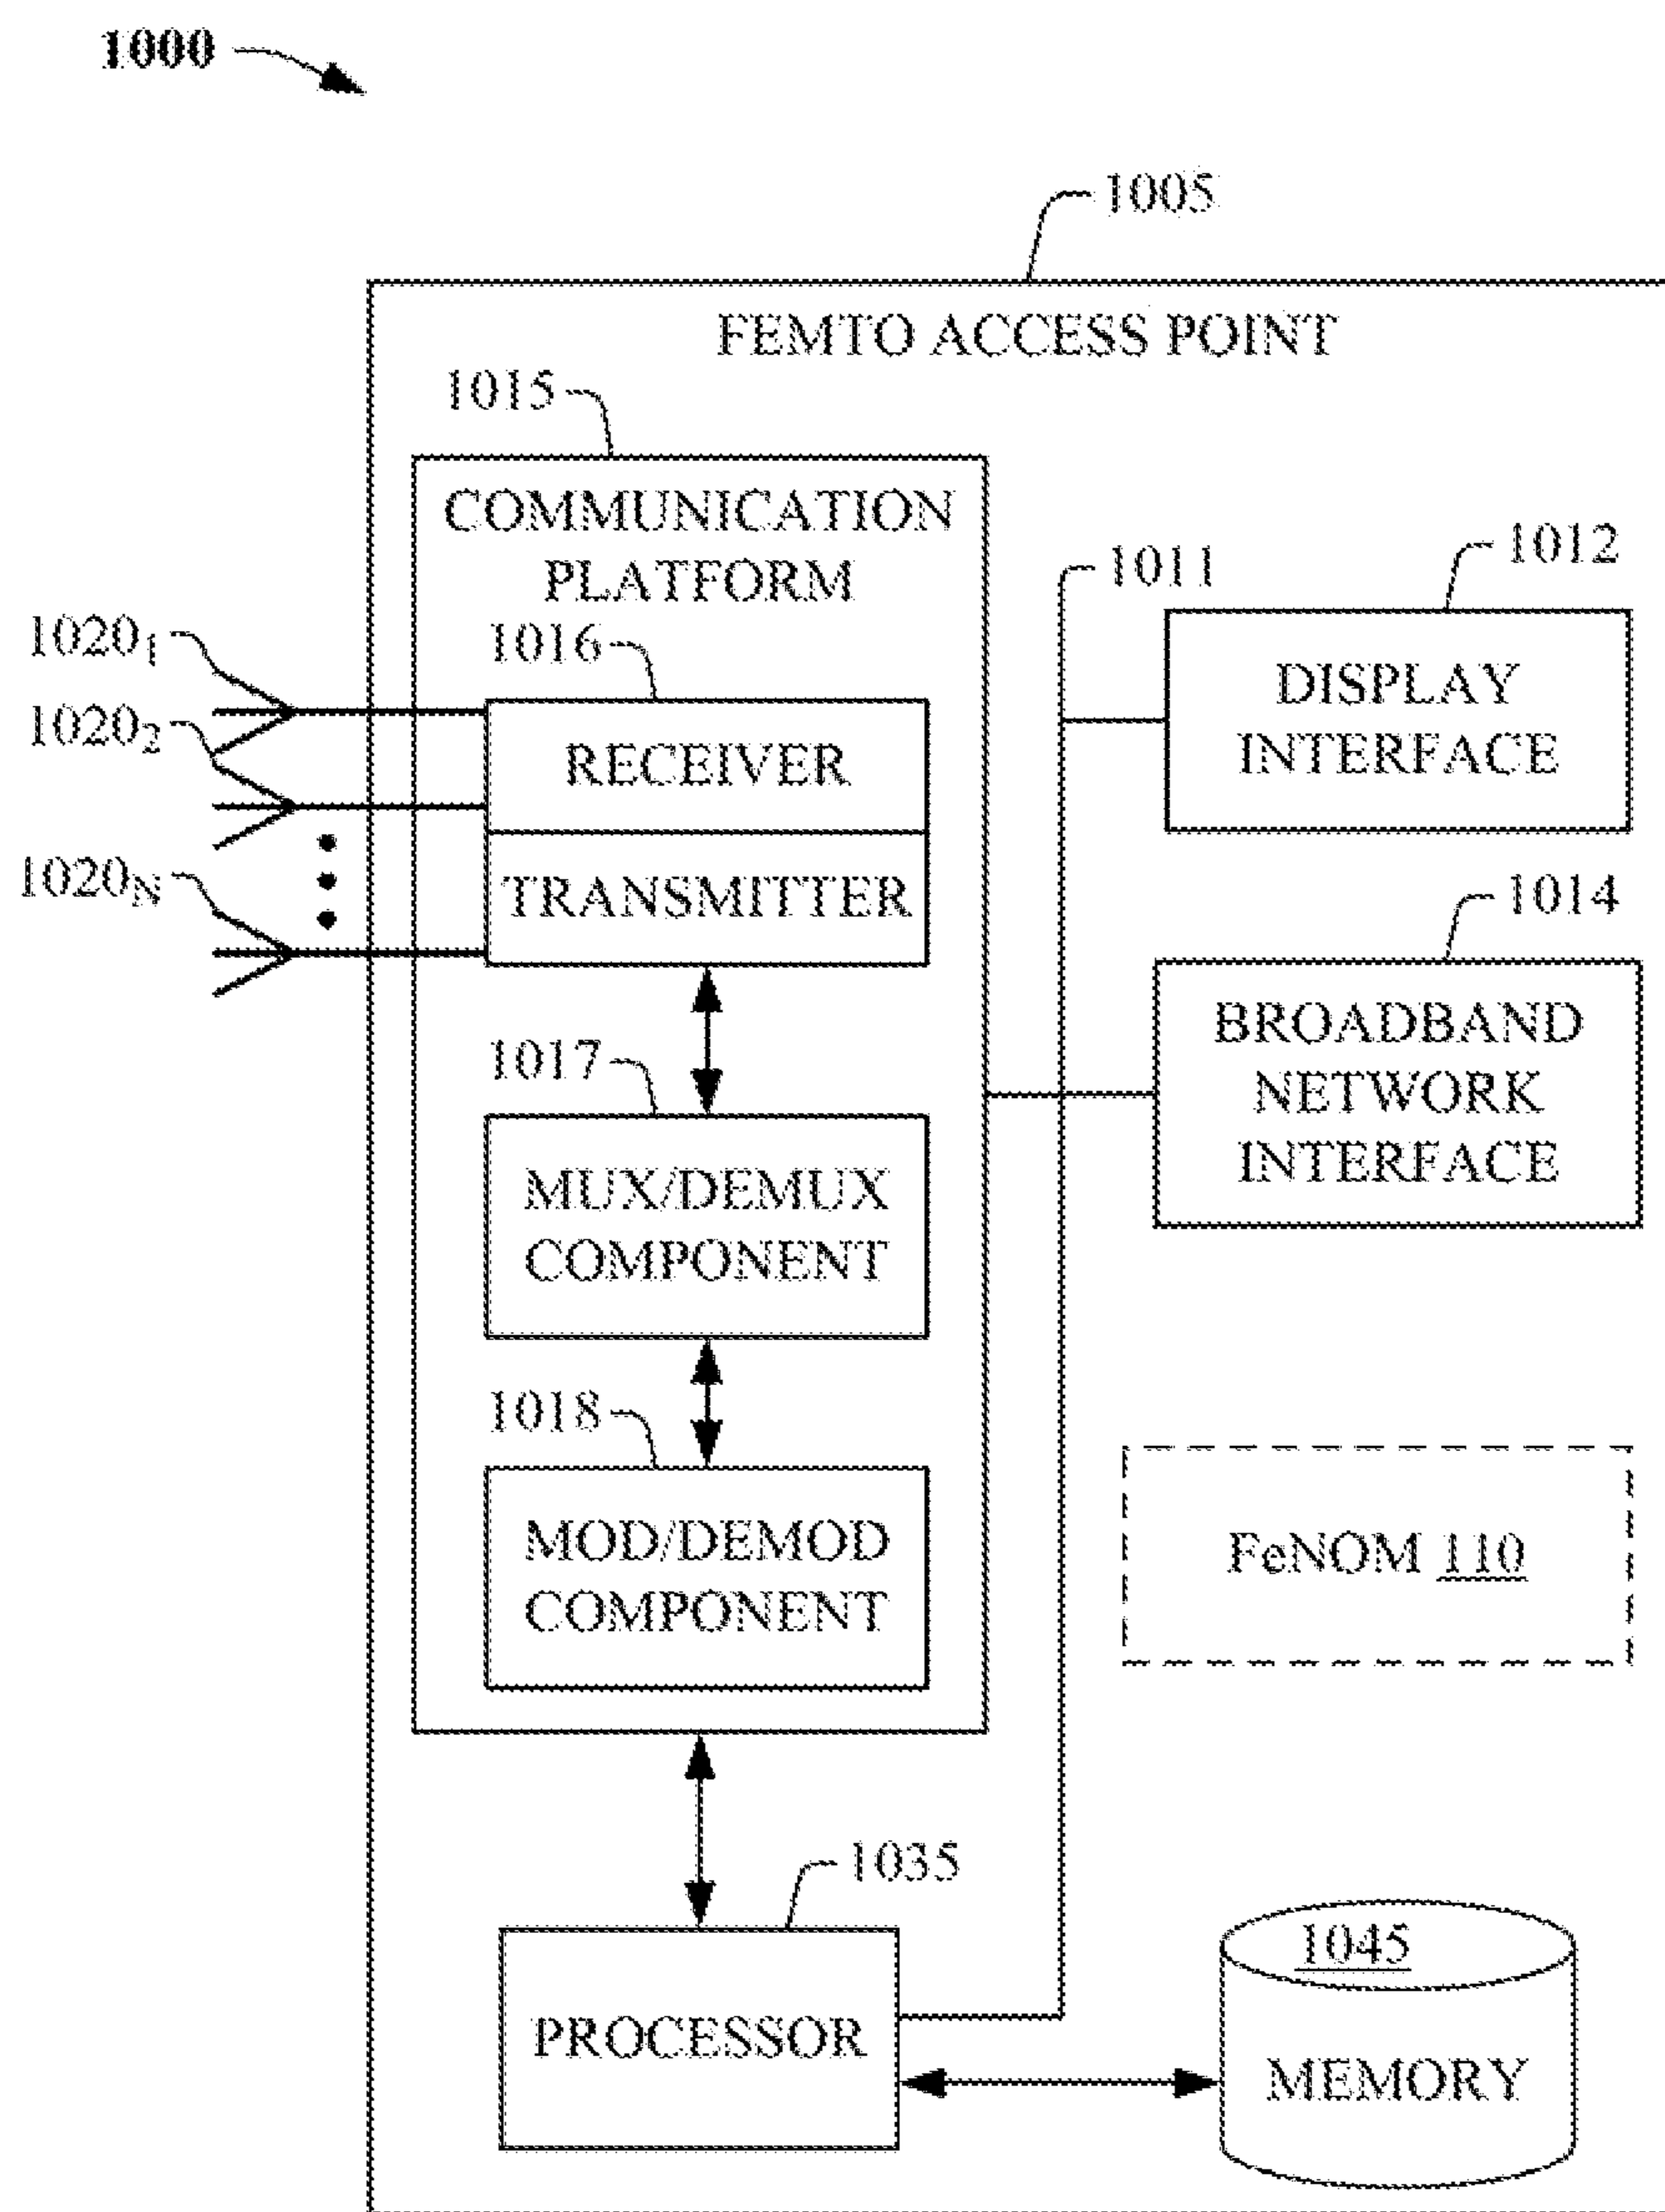 1000
1005
FEMTO ACCESS POINT
1015
COMMUNICATION
PLATFORM
1011
1012
DISPLAY
INTERFACE
1020₁
1020₂
1020N
1016
RECEIVER
TRANSMITTER
1014
BROADBAND
NETWORK
INTERFACE
1017
MUX/DEMUX
COMPONENT
1018
MOD/DEMOD
COMPONENT
FeNOM 110
1035
PROCESSOR
1045
MEMORY